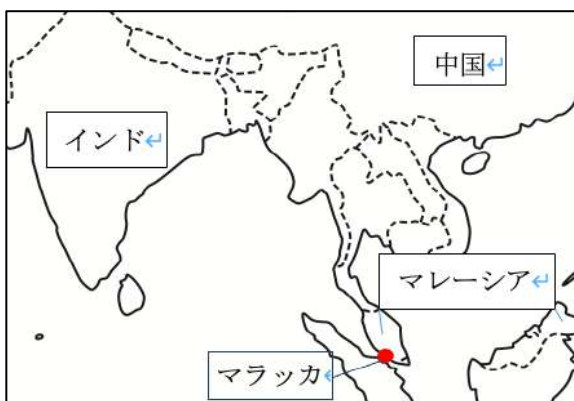 中国
インド
マレーシア
マラッカ